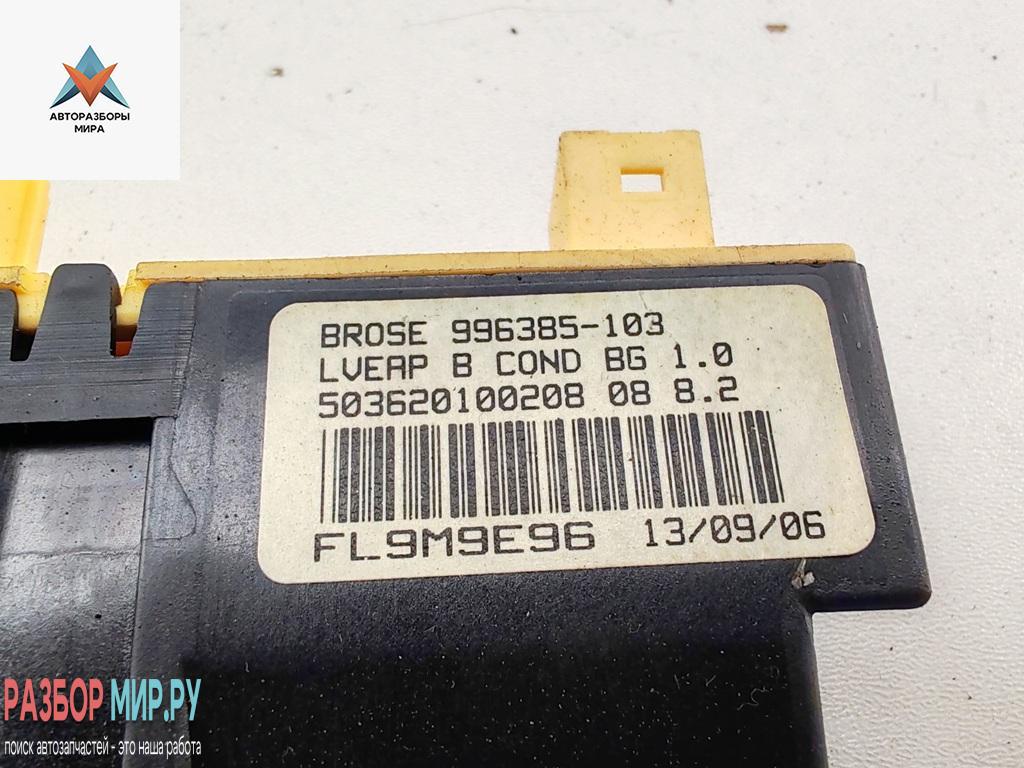 АВТОРАЗБОРЫ
МИРА
BROSE 996385-103
LVEAP B COND BG 1.0
503620100208 08 8.2
FL9M9E96 13/09/06
РАЗБОР МИР.РУ
поиск автозапчастей - это наша работа